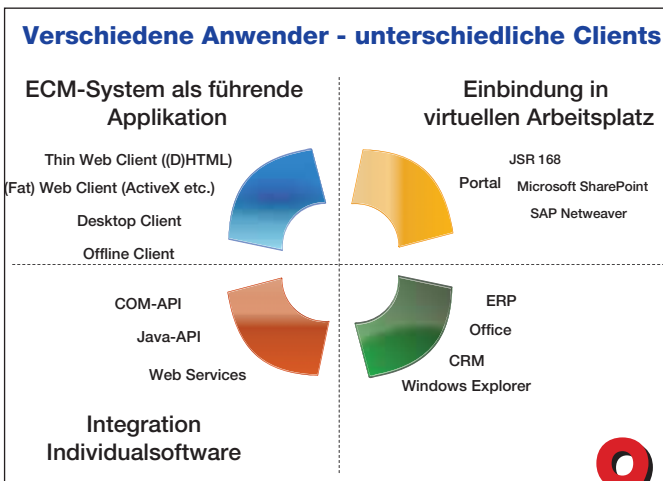 Verschiedene Anwender - unterschiedliche Clients
ECM-System als führende
Applikation
Thin Web Client ((D)HTML)
(Fat) Web Client (ActiveX etc.)
Desktop Client
Offline Client
Einbindung in
virtuellen Arbeitsplatz
JSR 168
Portal
Microsoft SharePoint
SAP Netweaver
COM-API
Java-API
Web Services
Integration
Individualsoftware
ERP
Office
CRM
Windows Explorer